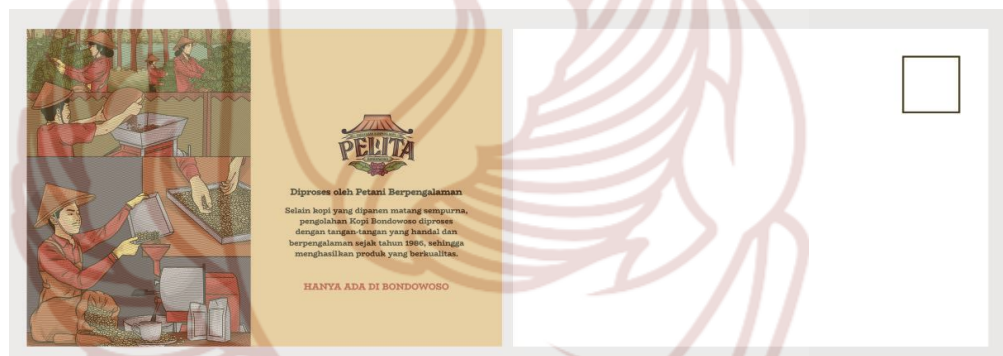 PELITA
Diproses oleh Petani Berpengalaman
Selain kopi yang dipanen matang sempurna,
pengolahan Kopi Bondowoso diproses
dengan tangan-tangan yang handal dan
berpengalaman sejak tahun 1986, sehingga
menghasilkan produk yang berkualitas.
HANYA ADA DI BONDOWOSO